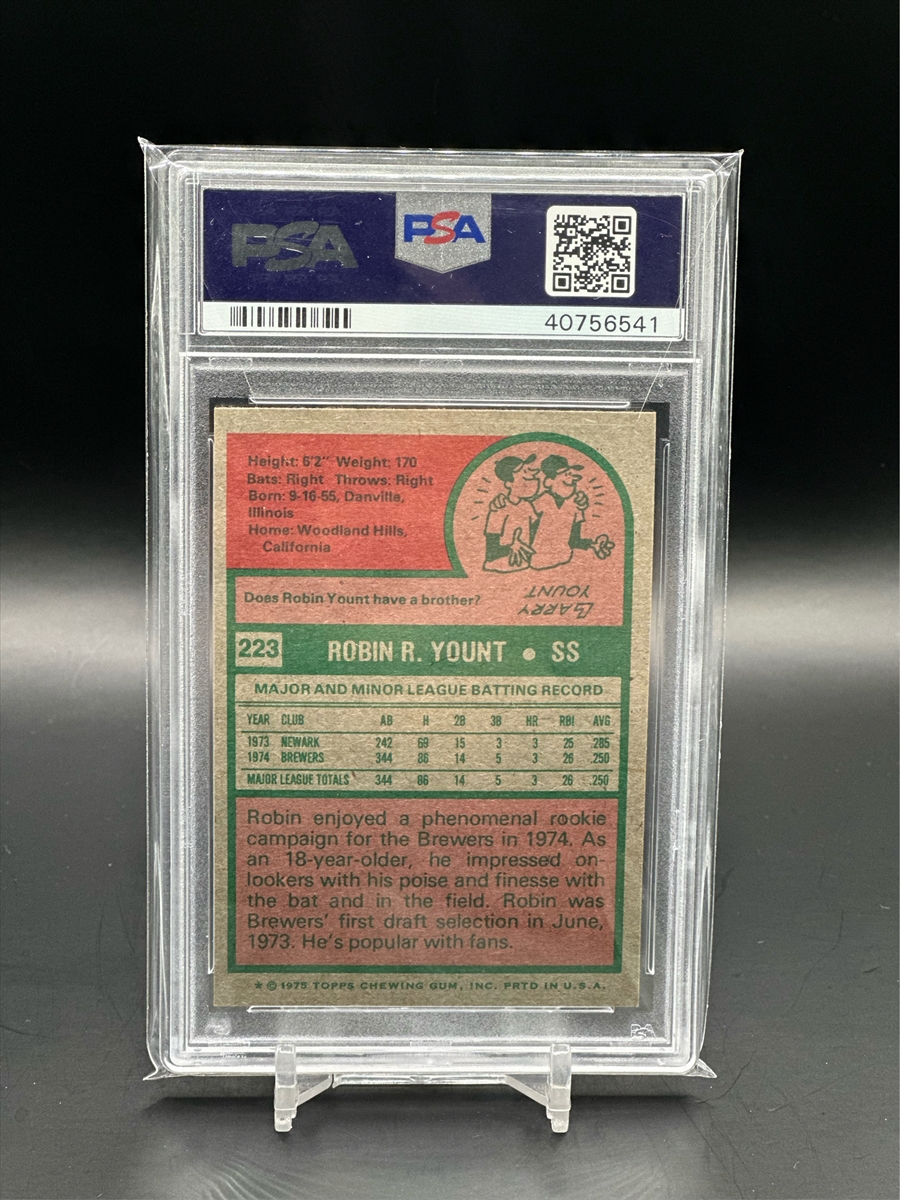 PSA PSA
40756541
Height: 6'2" Weight: 170
Bats: Right Throws: Right
Born: 9-16-55, Danville,
Illinois
Home: Woodland Hills,
California
Does Robin Yount have a brother?
LARRY
YOUNT
223 ROBIN R. YOUNT • SS
MAJOR AND MINOR LEAGUE BATTING RECORD
YEAR CLUB AB H 2B 3B HR RBI AVG
1973 NEWARK 242 69 15 3 3 25 .285
1974 BREWERS 344 86 14 5 3 26 .250
MAJOR LEAGUE TOTALS 344 86 14 5 3 26 .250
Robin enjoyed a phenomenal rookie
campaign for the Brewers in 1974. As
an 18-year-older, he impressed on-
lookers with his poise and finesse with
the bat and in the field. Robin was
Brewers' first draft selection in June,
1973. He's popular with fans.
★ © 1975 TOPPS CHEWING GUM, INC. PRTD IN U.S.A.
PSA